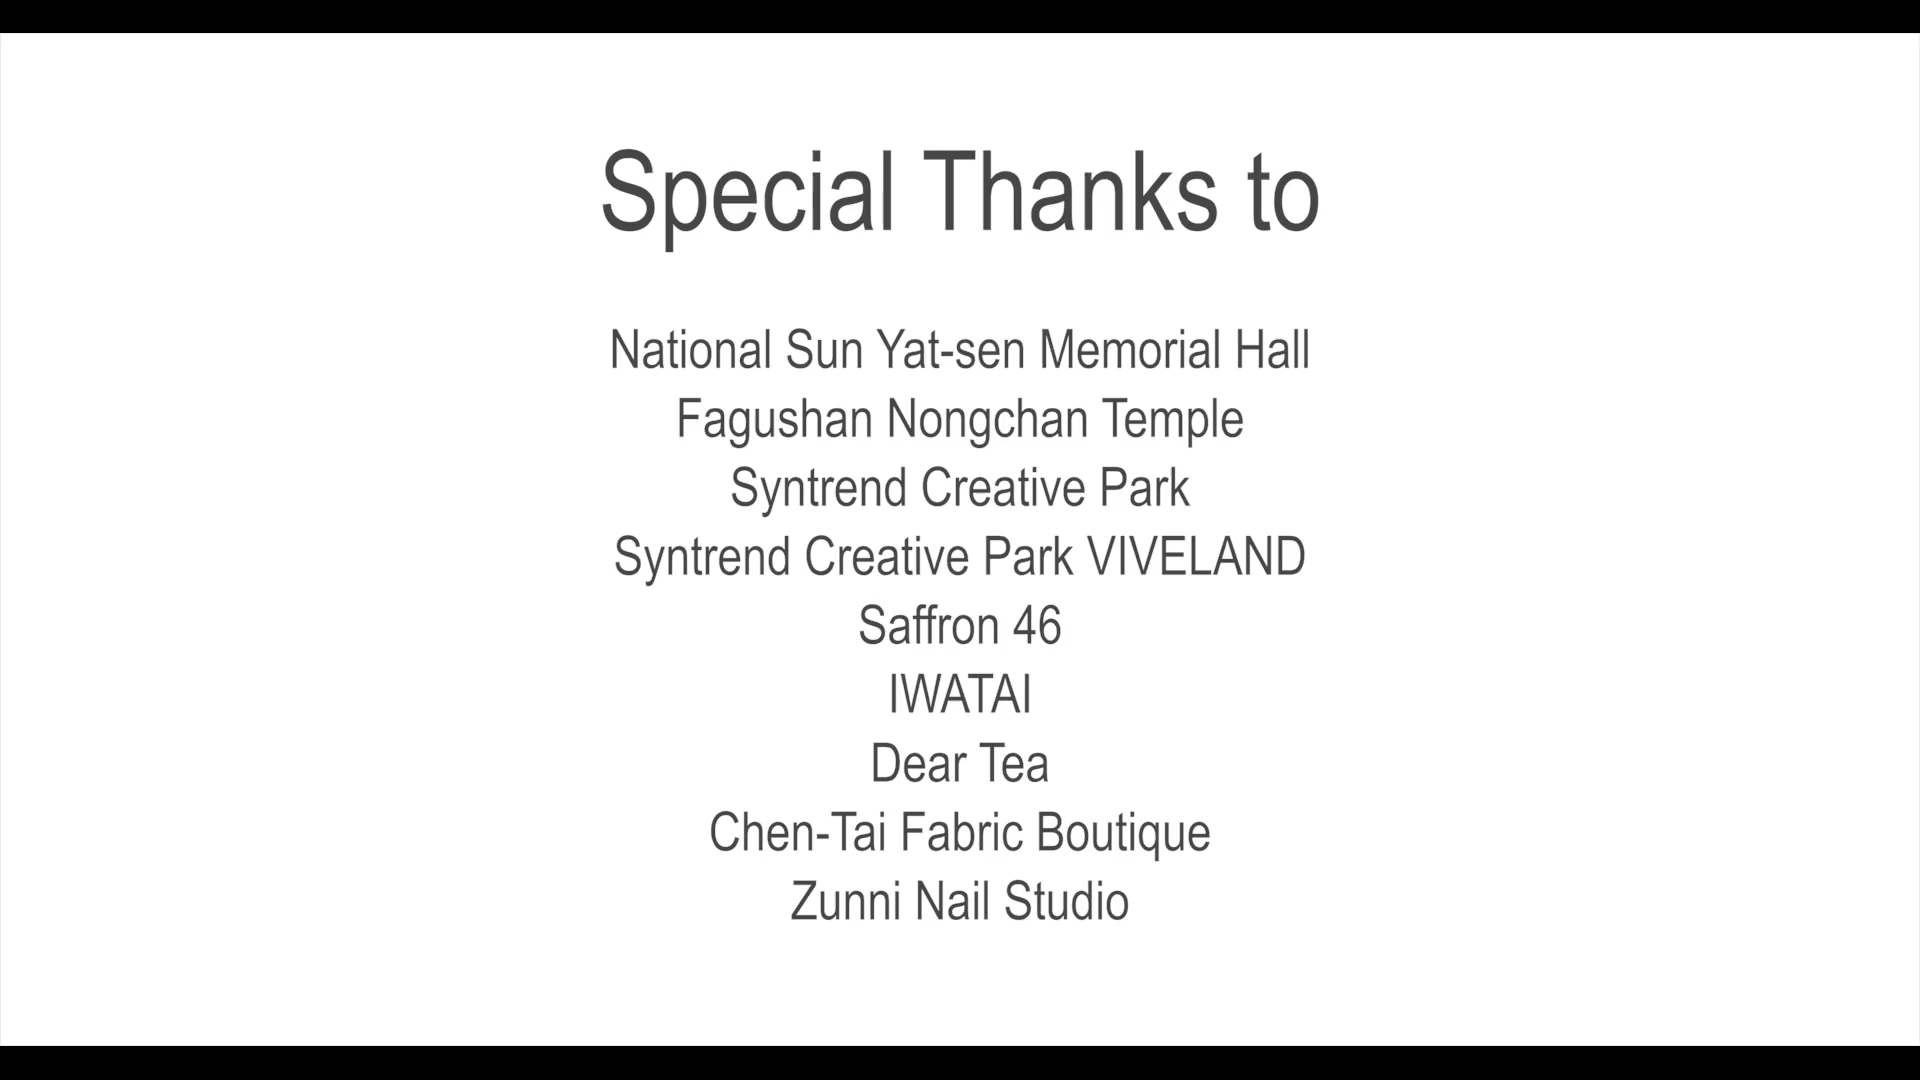 Special Thanks to
National Sun Yat-sen Memorial Hall
Fagushan Nongchan Temple
Syntrend Creative Park
Syntrend Creative Park VIVELAND
Saffron 46
IWATAI
Dear Tea
Chen-Tai Fabric Boutique
Zunni Nail Studio